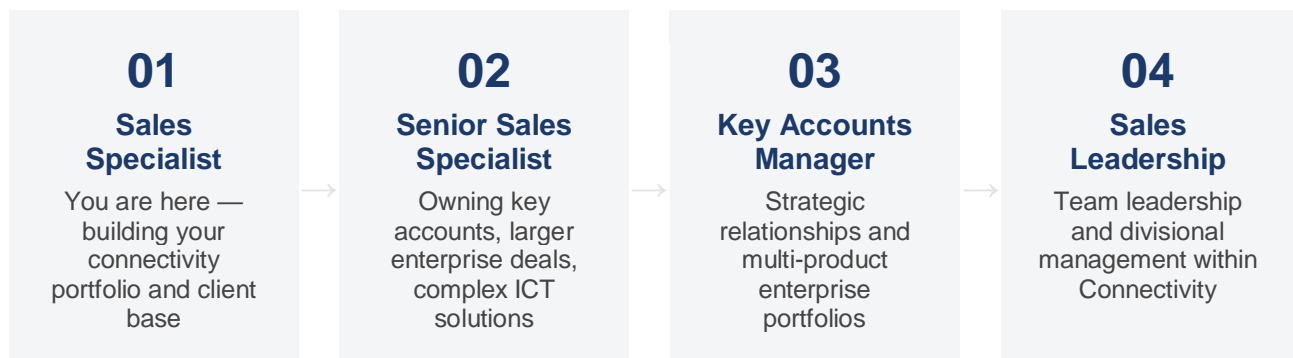 01
Sales
Specialist
You are here —
building your
connectivity
portfolio and client
base
→
02
Senior Sales
Specialist
Owning key
accounts, larger
enterprise deals,
complex ICT
solutions
→
03
Key Accounts
Manager
Strategic
relationships and
multi-product
enterprise
portfolios
→
04
Sales
Leadership
Team leadership
and divisional
management within
Connectivity